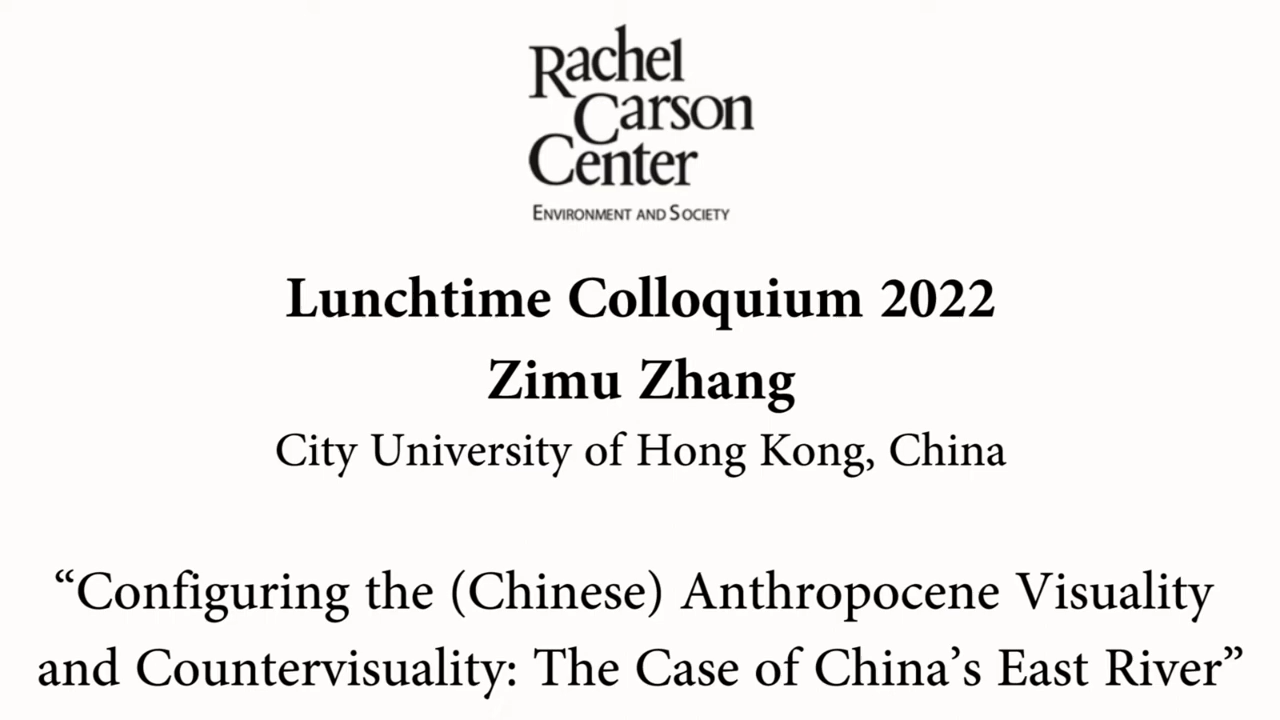 Rachel
Carson
Center
ENVIRONMENT AND SOCIETY
Lunchtime Colloquium 2022
Zimu Zhang
City University of Hong Kong, China
“Configuring the (Chinese) Anthropocene Visuality
and Countervisuality: The Case of China’s East River”